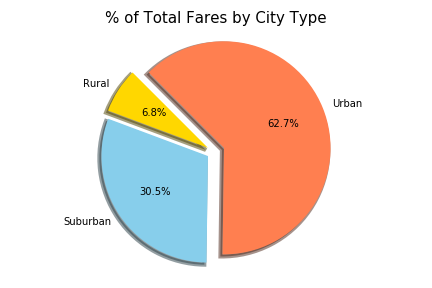 % of Total Fares by City Type
Rural
6.8%
Urban
62.7%
30.5%
Suburban